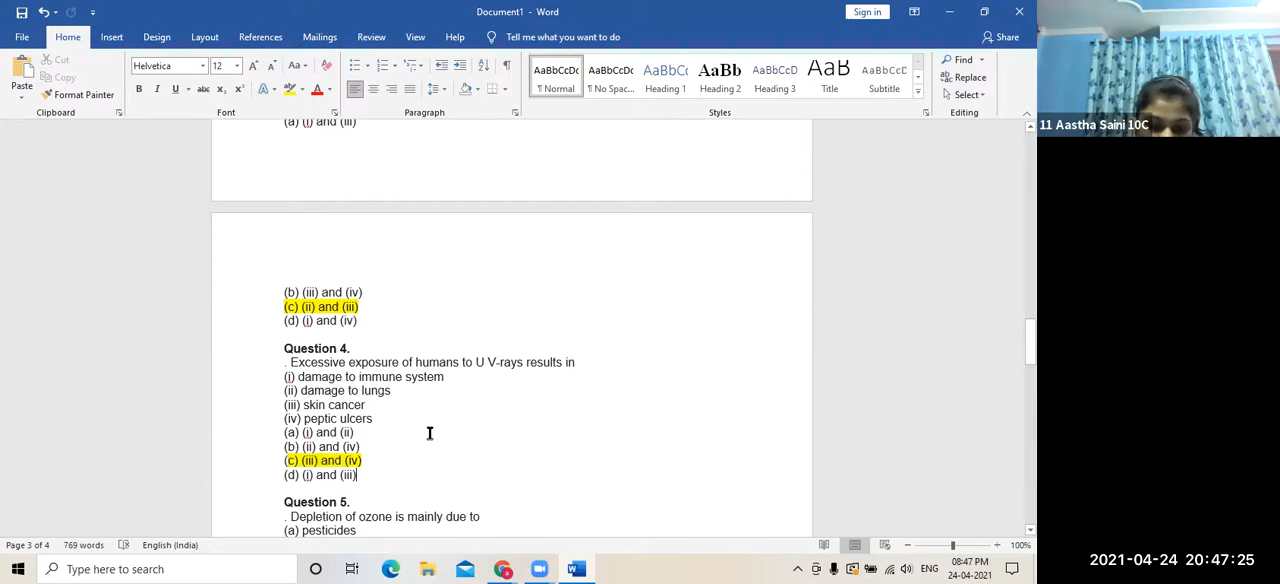 Document1 - Word
Sign in
File Home Insert Design Layout References Mailings Review View Help Tell me what you want to do Share
Paste
Cut
Copy
Format Painter
Helvetica 12
Clipboard Font Paragraph Styles Editing
AaBbCcDc AaBbCcDc AaBbCc AaBb AaBbCcD AaB AaBbCcD
¶ Normal ¶ No Spac... Heading 1 Heading 2 Heading 3 Title Subtitle
Find
Replace
Select
(a) (i) and (iii)
(b) (iii) and (iv)
(c) (ii) and (iii)
(d) (i) and (iv)
Question 4.
. Excessive exposure of humans to U V-rays results in
(i) damage to immune system
(ii) damage to lungs
(iii) skin cancer
(iv) peptic ulcers
(a) (i) and (ii)
(b) (ii) and (iv)
(c) (iii) and (iv)
(d) (i) and (iii)
Question 5.
. Depletion of ozone is mainly due to
(a) pesticides
Page 3 of 4 769 words English (India) 100%
Type here to search
ENG
08:47 PM
24-04-2021
11 Aastha Saini 10C
2021-04-24 20:47:25